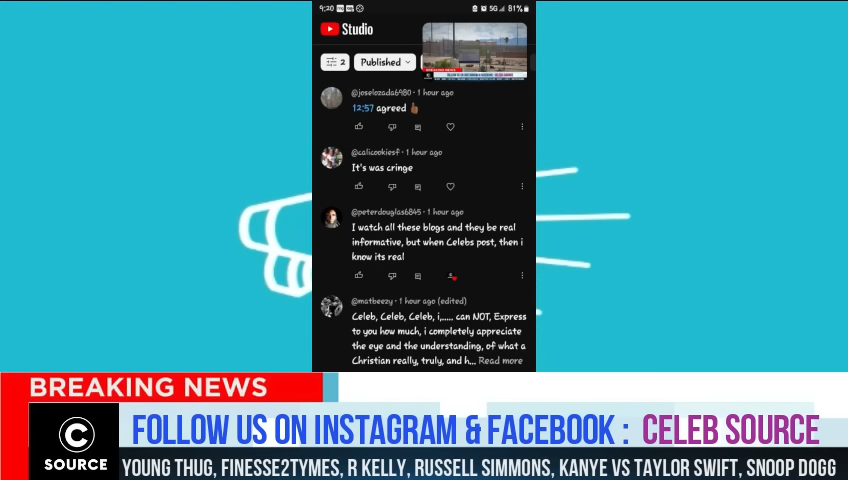 9:20
5G 81%
Studio
2
Published
BREAKING NEWS
@joselozada6980 · 1 hour ago
12:57 agreed
@calicookiesf · 1 hour ago
It's was cringe
@peterdouglas6845 · 1 hour ago
I watch all these blogs and they be real
informative, but when Celebs post, then i
know its real
@matbeezy · 1 hour ago (edited)
Celeb, Celeb, Celeb, i,..... can NOT, Express
to you how much, i completely appreciate
the eye and the understanding, of what a
Christian really, truly, and h... Read more
BREAKING NEWS
C
SOURCE
FOLLOW US ON INSTAGRAM & FACEBOOK : CELEB SOURCE
YOUNG THUG, FINESSE2TYMES, R KELLY, RUSSELL SIMMONS, KANYE VS TAYLOR SWIFT, SNOOP DOGG